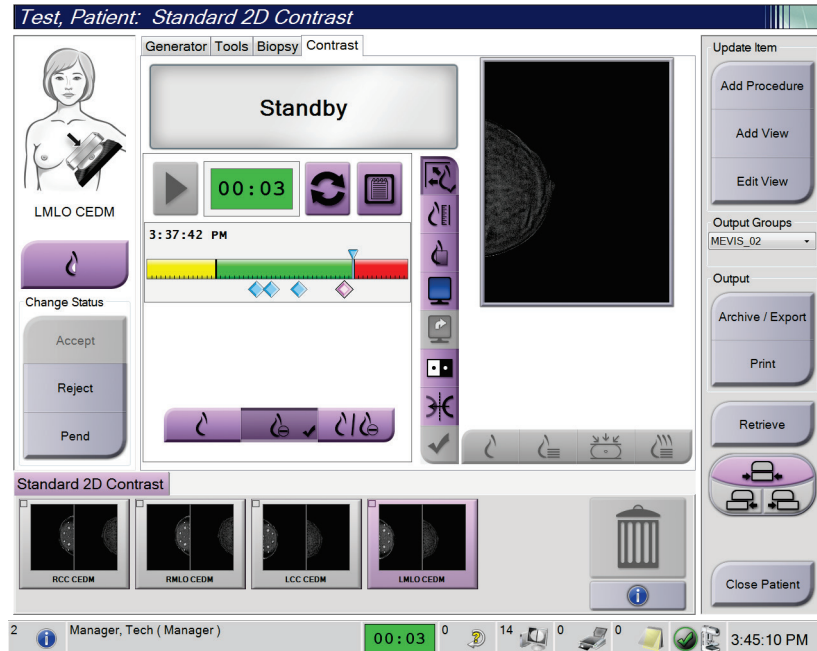 Test, Patient: Standard 2D Contrast
Generator Tools Biopsy Contrast
Standby
00:03
3:37:42 PM
LMLO CEDM
Change Status
Accept
Reject
Pend
Update Item
Add Procedure
Add View
Edit View
Output Groups
MEVIS_02
Output
Archive / Export
Print
Retrieve
Close Patient
Standard 2D Contrast
RCC CEDM
RMLO CEDM
LCC CEDM
LMLO CEDM
2 Manager, Tech ( Manager ) 00:03 0 14 0 0 3:45:10 PM